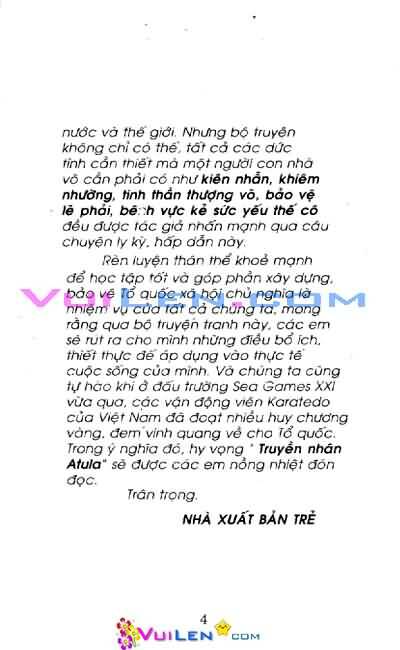 nước và thế giới. Nhưng bộ truyện
không chỉ có thế, tất cả các đức
tính cần thiết mà một người con nhà
võ cần phải có như kiên nhẫn, khiêm
nhường, tinh thần thượng võ, bảo vệ
lẽ phải, bênh vực kẻ sức yếu thế cô
đều được tác giả nhấn mạnh qua câu
chuyện ly kỳ, hấp dẫn này.
Rèn luyện thân thể khoẻ mạnh
để học tập tốt và góp phần xây dựng,
bảo vệ Tổ quốc xã hội chủ nghĩa là
VUILEN.COM
nhiệm vụ của tất cả chúng ta, mong
rằng qua bộ truyện tranh này, các em
sẽ rút ra cho mình những điều bổ ích,
thiết thực để áp dụng vào thực tế
cuộc sống của mình. Và chúng ta cũng
tự hào khi ở đấu trường Sea Games XXI
vừa qua, các vận động viên Karatedo
của Việt Nam đã đoạt nhiều huy chương
vàng, đem vinh quang về cho Tổ quốc.
Trong ý nghĩa đó, hy vọng " Truyền nhân
Atula" sẽ được các em nồng nhiệt đón
đọc.
Trân trọng.
NHÀ XUẤT BẢN TRẺ
4
VUILEN.COM